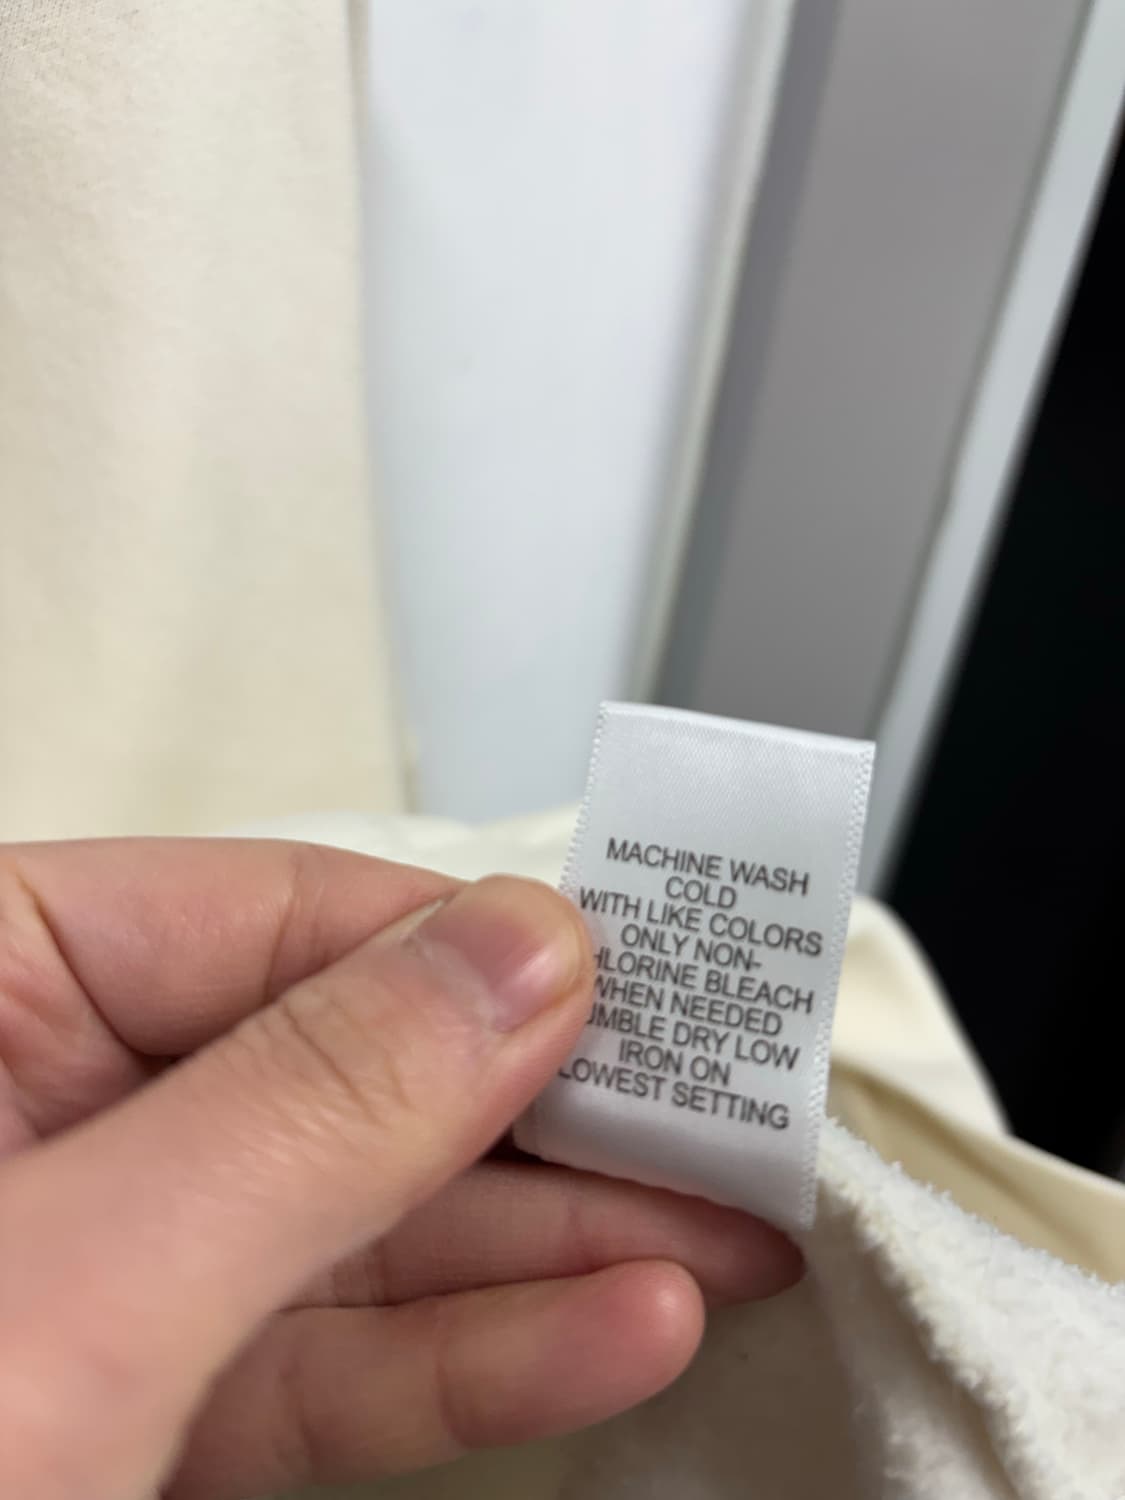 MACHINE WASH
COLD
WITH LIKE COLORS
ONLY NON-
HLORINE BLEACH
WHEN NEEDED
UMBLE DRY LOW
IRON ON
LOWEST SETTING